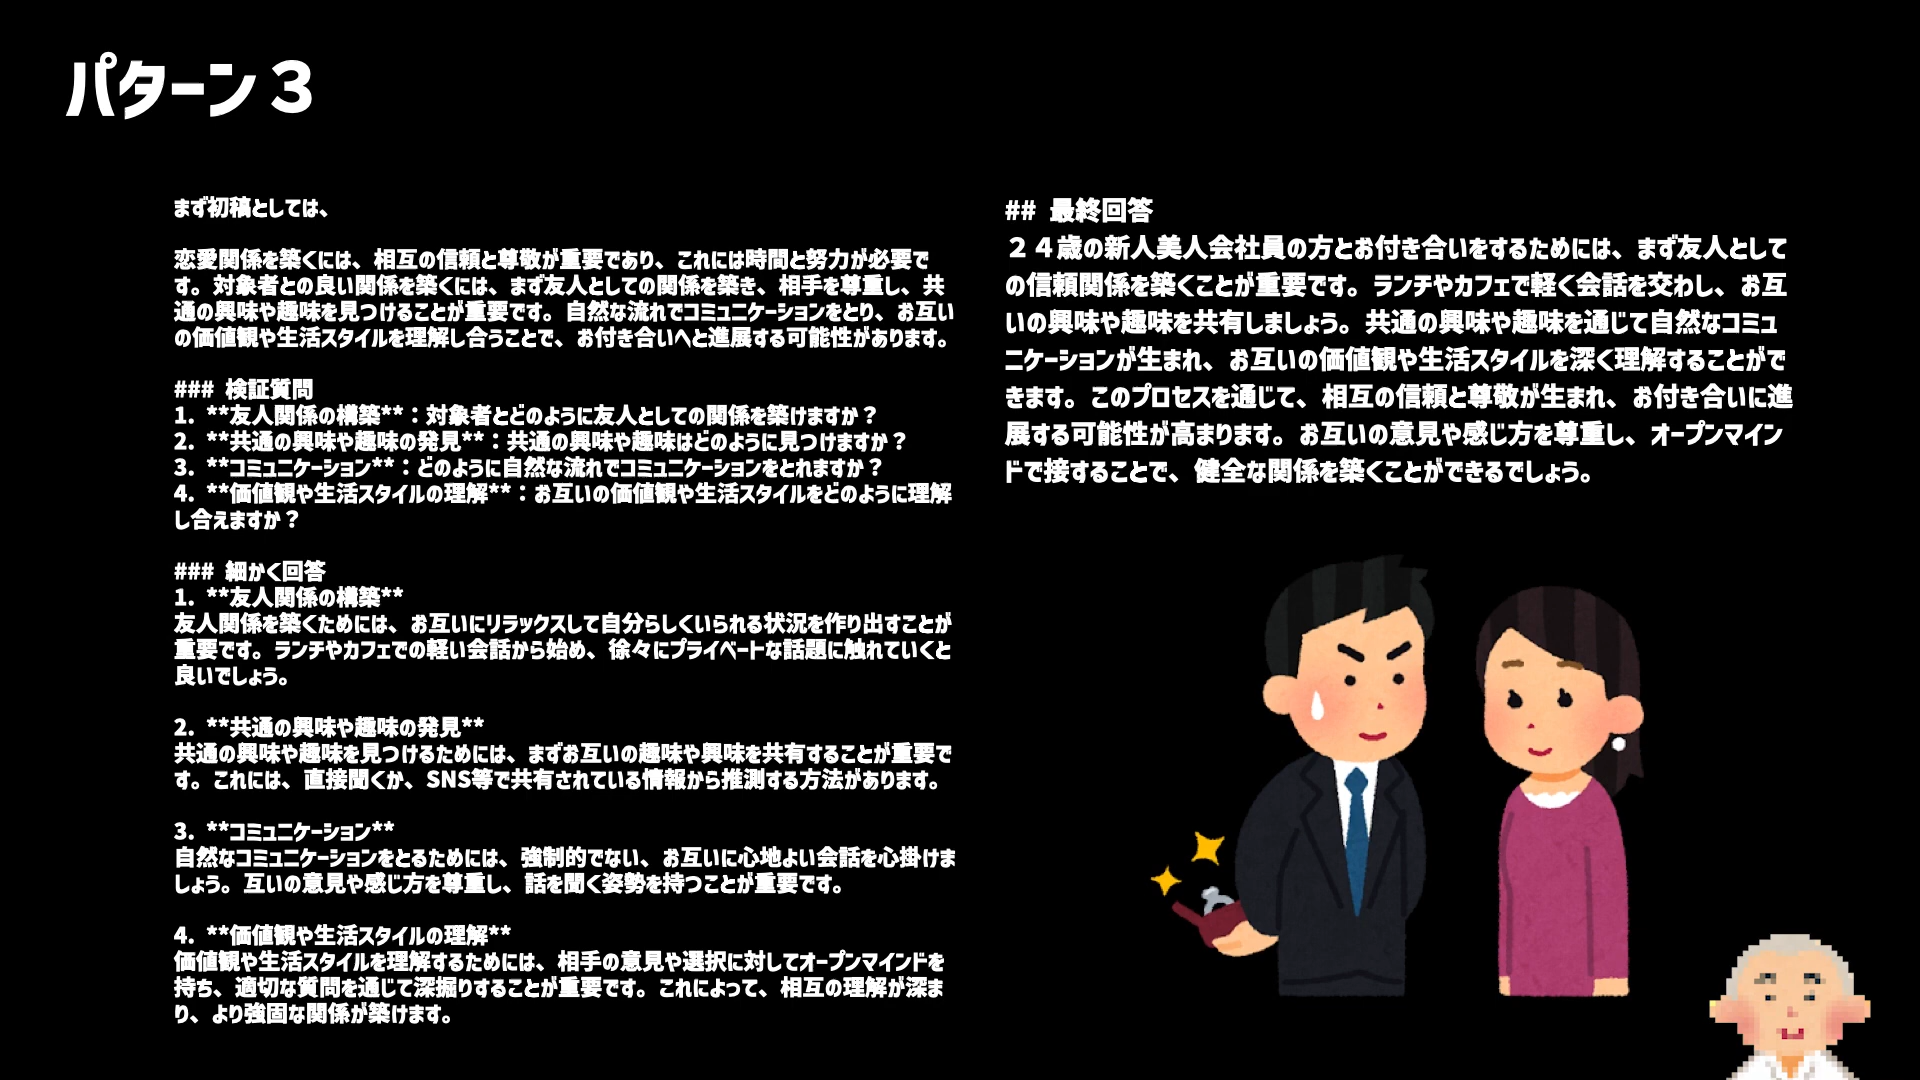 パターン３
まず初稿としては、
恋愛関係を築くには、相互の信頼と尊敬が重要であり、これには時間と努力が必要で
す。対象者との良い関係を築くには、まず友人としての関係を築き、相手を尊重し、共
通の興味や趣味を見つけることが重要です。自然な流れでコミュニケーションをとり、お互い
の価値観や生活スタイルを理解し合うことで、お付き合いへと進展する可能性があります。
### 検証質問
1. **友人関係の構築**：対象者とどのように友人としての関係を築けますか？
2. **共通の興味や趣味の発見**：共通の興味や趣味はどのように見つけますか？
3. **コミュニケーション**：どのように自然な流れでコミュニケーションをとれますか？
4. **価値観や生活スタイルの理解**：お互いの価値観や生活スタイルをどのように理解
し合えますか？
### 細かく回答
1. **友人関係の構築**
友人関係を築くためには、お互いにリラックスして自分らしくいられる状況を作り出すことが
重要です。ランチやカフェでの軽い会話から始め、徐々にプライベートな話題に触れていくと
良いでしょう。
2. **共通の興味や趣味の発見**
共通の興味や趣味を見つけるためには、まずお互いの趣味や興味を共有することが重要で
す。これには、直接聞くか、SNS等で共有されている情報から推測する方法があります。
3. **コミュニケーション**
自然なコミュニケーションをとるためには、強制的でない、お互いに心地よい会話を心掛けま
しょう。互いの意見や感じ方を尊重し、話を聞く姿勢を持つことが重要です。
4. **価値観や生活スタイルの理解**
価値観や生活スタイルを理解するためには、相手の意見や選択に対してオープンマインドを
持ち、適切な質問を通じて深掘りすることが重要です。これによって、相互の理解が深ま
り、より強固な関係が築けます。
## 最終回答
２４歳の新人美人会社員の方とお付き合いをするためには、まず友人として
の信頼関係を築くことが重要です。ランチやカフェで軽く会話を交わし、お互
いの興味や趣味を共有しましょう。共通の興味や趣味を通じて自然なコミュ
ニケーションが生まれ、お互いの価値観や生活スタイルを深く理解することがで
きます。このプロセスを通じて、相互の信頼と尊敬が生まれ、お付き合いに進
展する可能性が高まります。お互いの意見や感じ方を尊重し、オープンマイン
ドで接することで、健全な関係を築くことができるでしょう。